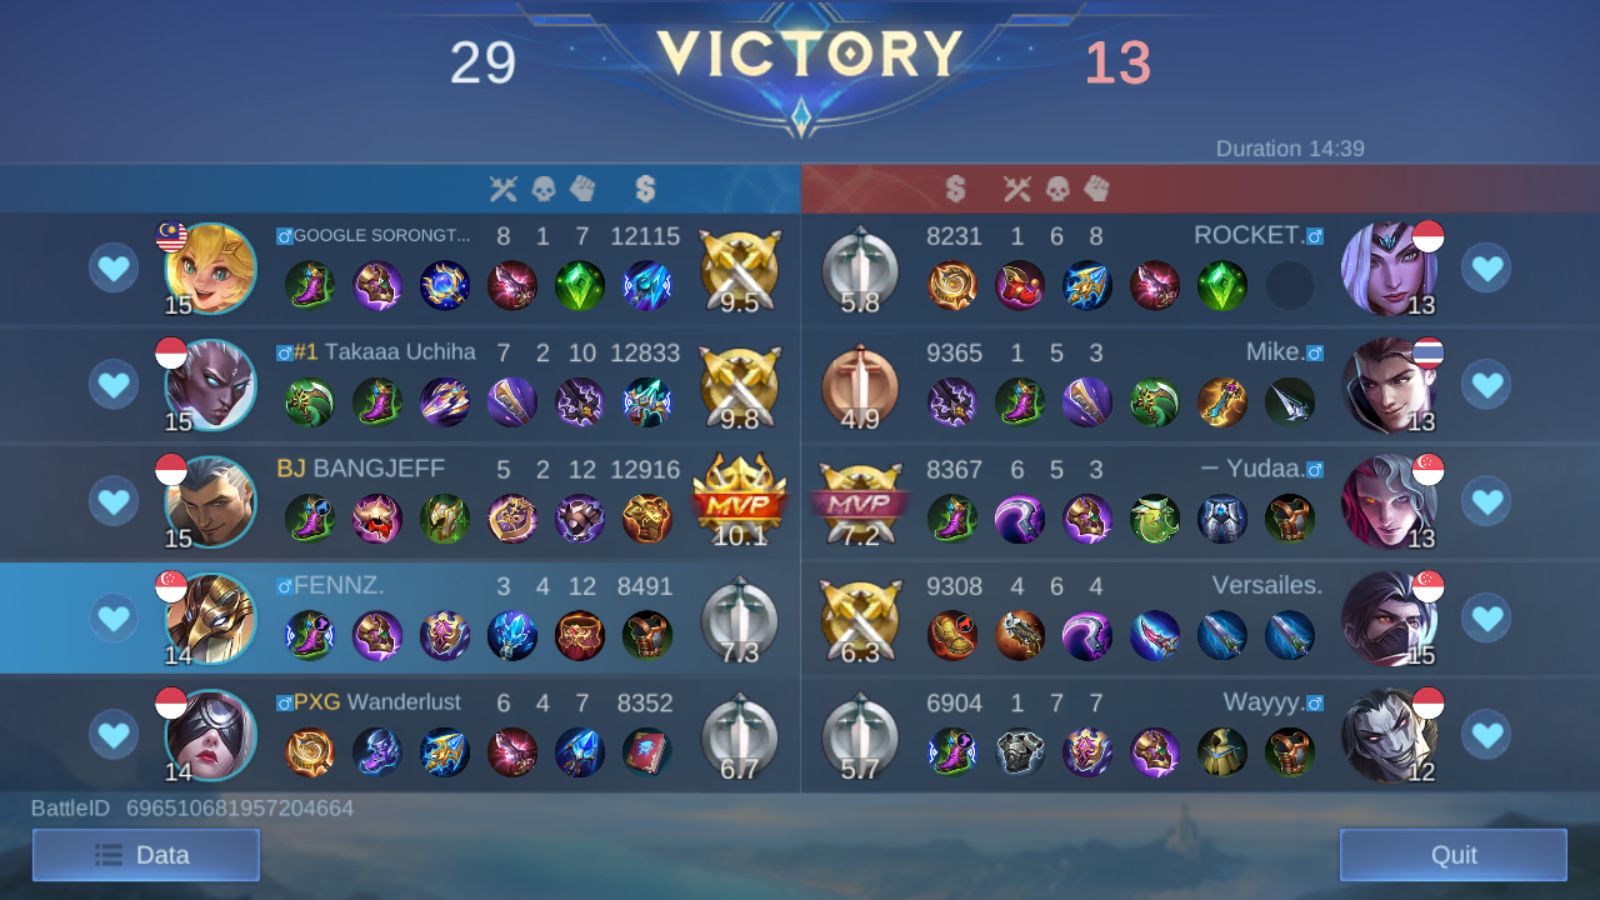 29 VICTORY 13
Duration 14:39
GOOGLE SORONGT... 8 1 7 12115 15 9.5
8231 1 6 8 ROCKET. 5.8 13
#1 Takaaa Uchiha 7 2 10 12833 15 9.8
9365 1 5 3 Mike. 4.9 13
BJ BANGJEFF 5 2 12 12916 15 MVP 10.1
8367 6 5 3 — Yudaa. MVP 7.2 13
FENNZ. 3 4 12 8491 14 7.3
9308 4 6 4 Versailes. 6.3 15
PXG Wanderlust 6 4 7 8352 14 6.7
6904 1 7 7 Wayyy. 5.7 12
BattleID 696510681957204664
Data
Quit